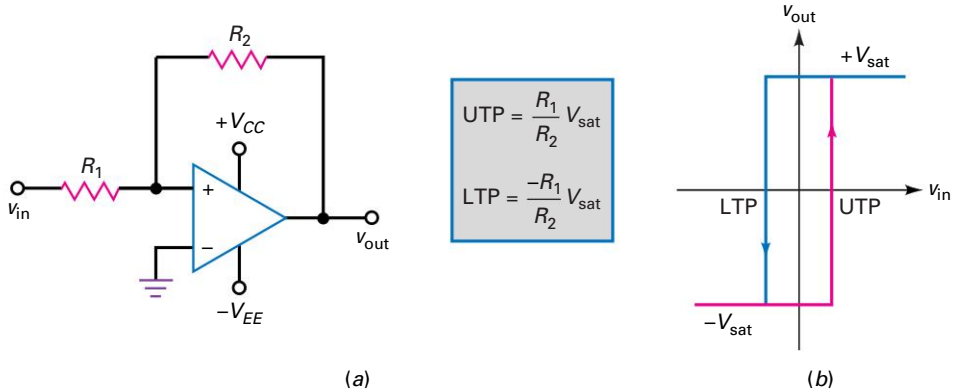 R2
+VCC
R1
+
vin
−
vout
−VEE
(a)
UTP = R1/R2 Vsat
LTP = −R1/R2 Vsat
vout
+Vsat
vin
LTP
UTP
−Vsat
(b)